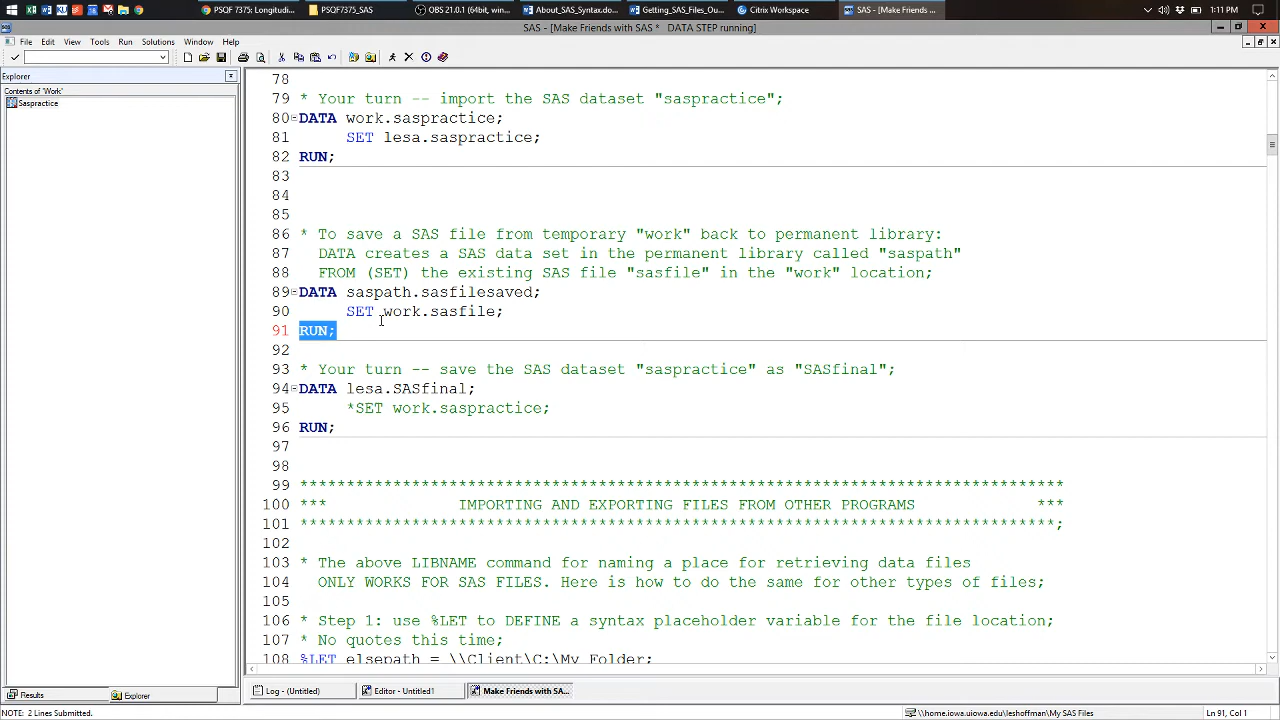 PSQF 7375: Longitudi...
PSQF7375_SAS
OBS 21.0.1 (64bit, win...
About_SAS_Syntax.do...
Getting_SAS_Files_Ou...
Citrix Workspace
SAS - [Make Friends ...
1:11 PM
SAS - [Make Friends with SAS * DATA STEP running]
File Edit View Tools Run Solutions Window Help
Explorer
Contents of 'Work'
Saspractice
78
79 * Your turn -- import the SAS dataset "saspractice";
80 DATA work.saspractice;
81 SET lesa.saspractice;
82 RUN;
83
84
85
86 * To save a SAS file from temporary "work" back to permanent library:
87 DATA creates a SAS data set in the permanent library called "saspath"
88 FROM (SET) the existing SAS file "sasfile" in the "work" location;
89 DATA saspath.sasfilesaved;
90 SET work.sasfile;
91 RUN;
92
93 * Your turn -- save the SAS dataset "saspractice" as "SASfinal";
94 DATA lesa.SASfinal;
95 *SET work.saspractice;
96 RUN;
97
98
99 **********************************************************************************
100 *** IMPORTING AND EXPORTING FILES FROM OTHER PROGRAMS ***
101 *********************************************************************************;
102
103 * The above LIBNAME command for naming a place for retrieving data files
104 ONLY WORKS FOR SAS FILES. Here is how to do the same for other types of files;
105
106 * Step 1: use %LET to DEFINE a syntax placeholder variable for the file location;
107 * No quotes this time;
108 %LET elsepath = \\Client\C:\My Folder;
Results
Explorer
Log - (Untitled)
Editor - Untitled1
Make Friends with SA...
NOTE: 2 Lines Submitted.
\\home.iowa.uiowa.edu\leshoffman\My SAS Files
Ln 91, Col 1